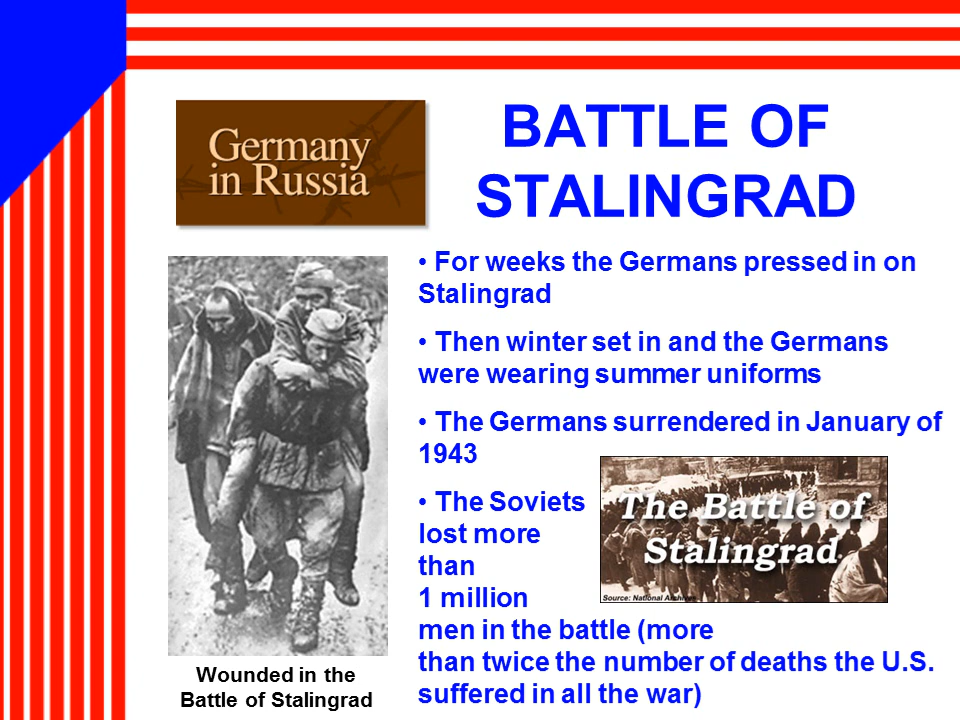 Germany
in Russia
BATTLE OF
STALINGRAD
• For weeks the Germans pressed in on
Stalingrad
• Then winter set in and the Germans
were wearing summer uniforms
• The Germans surrendered in January of
1943
• The Soviets
lost more
than
1 million
men in the battle (more
than twice the number of deaths the U.S.
suffered in all the war)
The Battle of
Stalingrad
Source: National Archives
Wounded in the
Battle of Stalingrad